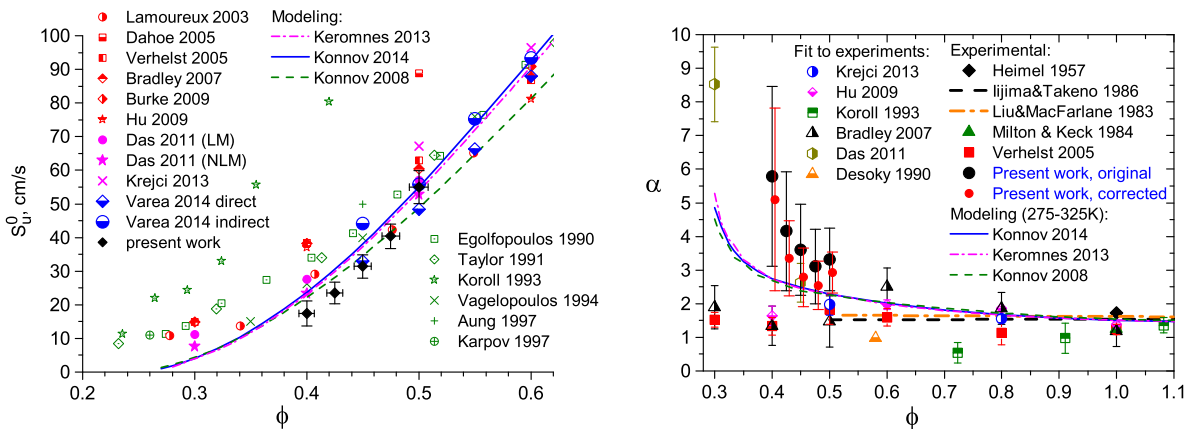 Lamoureux 2003
Dahoe 2005
Verhelst 2005
Bradley 2007
Burke 2009
Hu 2009
Das 2011 (LM)
Das 2011 (NLM)
Krejci 2013
Varea 2014 direct
Varea 2014 indirect
present work
Modeling:
Keromnes 2013
Konnov 2014
Konnov 2008
Egolfopoulos 1990
Taylor 1991
Koroll 1993
Vagelopoulos 1994
Aung 1997
Karpov 1997
S_u^0, cm/s
100
90
80
70
60
50
40
30
20
10
0
0.2 0.3 0.4 0.5 0.6
ϕ
Fit to experiments:
Krejci 2013
Hu 2009
Koroll 1993
Bradley 2007
Das 2011
Desoky 1990
Experimental:
Heimel 1957
Iijima&Takeno 1986
Liu&MacFarlane 1983
Milton & Keck 1984
Verhelst 2005
Present work, original
Present work, corrected
Modeling (275-325K):
Konnov 2014
Keromnes 2013
Konnov 2008
α
10
9
8
7
6
5
4
3
2
1
0
0.3 0.4 0.5 0.6 0.7 0.8 0.9 1.0 1.1
ϕ